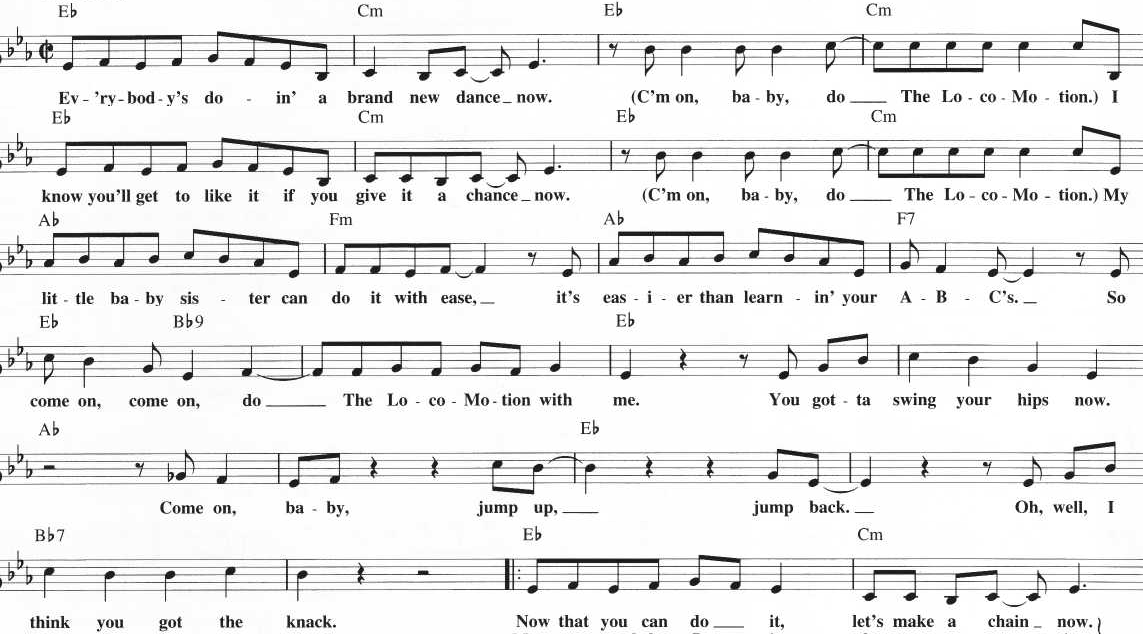 E♭ Cm E♭ Cm
Ev-'ry-bod-y's do - in' a brand new dance_ now. (C'm on, ba-by, do ___ The Lo-co-Mo-tion.) I
E♭ Cm E♭ Cm
know you'll get to like it if you give it a chance_ now. (C'm on, ba-by, do ___ The Lo-co-Mo-tion.) My
A♭ Fm A♭ F7
lit-tle ba-by sis - ter can do it with ease,_ it's eas-i-er than learn-in' your A-B-C's._ So
E♭ B♭9 E♭
come on, come on, do ___ The Lo-co-Mo-tion with me. You got-ta swing your hips now.
A♭ E♭
Come on, ba-by, jump up, ___ jump back. _ Oh, well, I
B♭7 E♭ Cm
think you got the knack. Now that you can do ___ it, let's make a chain _ now.